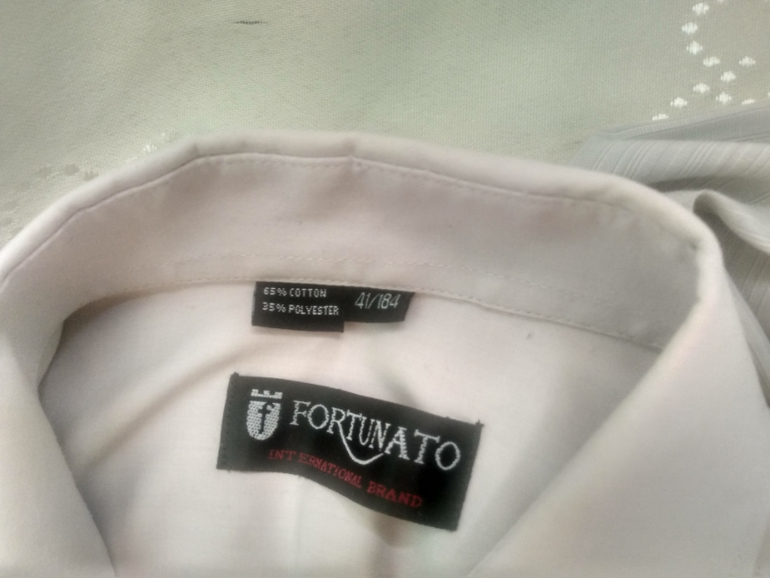 65% COTTON
35% POLYESTER
41/184
f
FORTUNATO
INTERNATIONAL BRAND